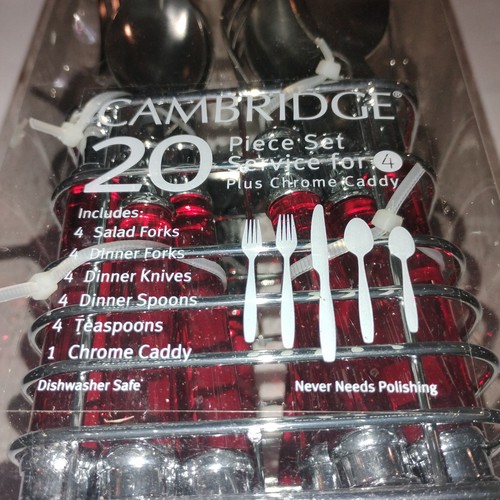 CAMBRIDGE®
20 Piece Set
Service for 4
Plus Chrome Caddy
Includes:
4 Salad Forks
4 Dinner Forks
4 Dinner Knives
4 Dinner Spoons
4 Teaspoons
1 Chrome Caddy
Dishwasher Safe
Never Needs Polishing